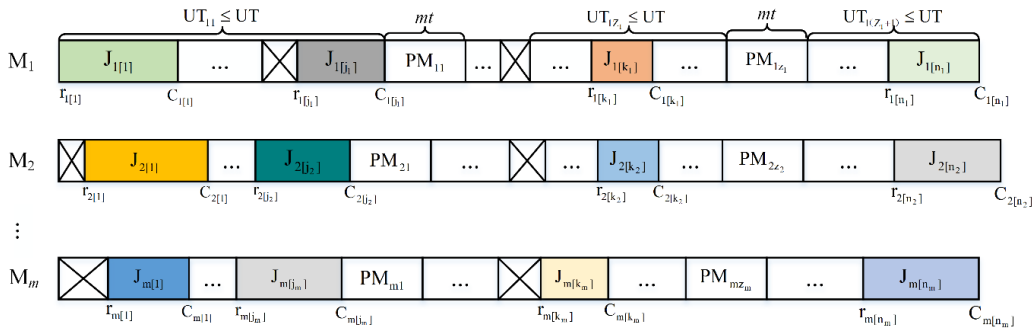 UT₁₁ ≤ UT mt UT₁Z₁ ≤ UT mt UT₁₍Z₁₊₁₎ ≤ UT
M₁ J₁[₁] ... J₁[j₁] PM₁₁ ... ... J₁[k₁] ... PM₁z₁ ... J₁[n₁]
r₁[₁] C₁[₁] r₁[j₁] C₁[j₁] r₁[k₁] C₁[k₁] r₁[n₁] C₁[n₁]
M₂ J₂[₁] ... J₂[j₂] PM₂₁ ... ... J₂[k₂] ... PM₂z₂ ... J₂[n₂]
r₂[₁] C₂[₁] r₂[j₂] C₂[j₂] r₂[k₂] C₂[k₂] r₂[n₂] C₂[n₂]
⋮
Mₘ Jₘ[₁] ... Jₘ[jₘ] PMₘ₁ ... Jₘ[kₘ] ... PMₘzₘ ... Jₘ[nₘ]
rₘ[₁] Cₘ[₁] rₘ[jₘ] Cₘ[jₘ] rₘ[kₘ] Cₘ[kₘ] rₘ[nₘ] Cₘ[nₘ]